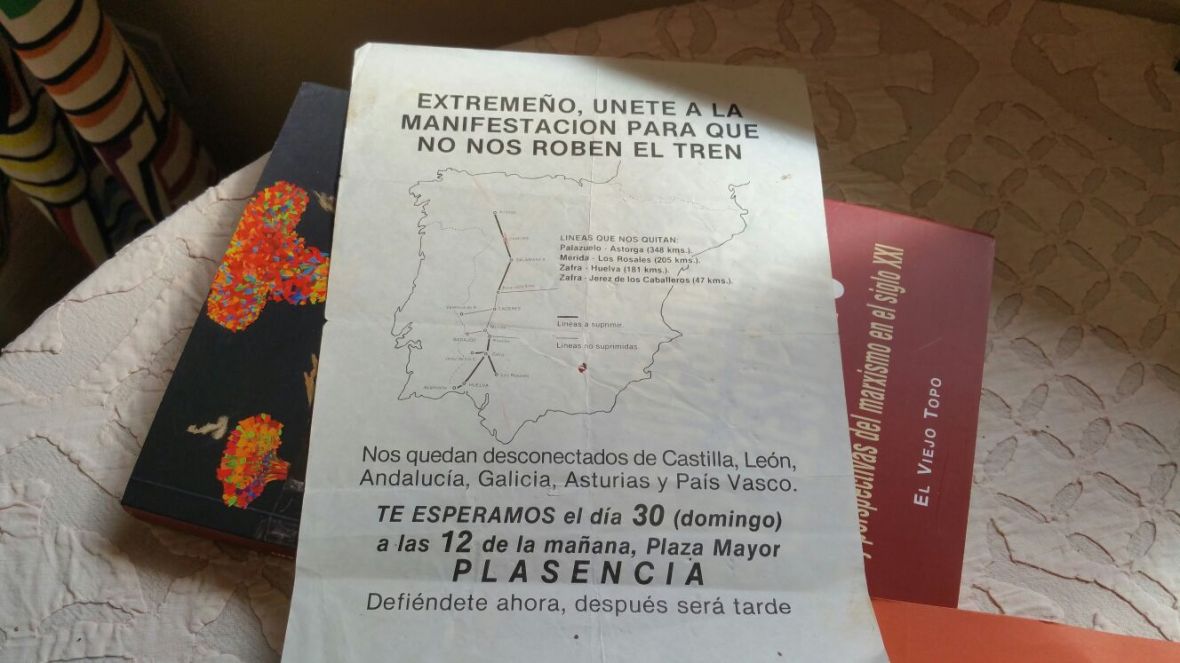 EXTREMEÑO, UNETE A LA
MANIFESTACION PARA QUE
NO NOS ROBEN EL TREN
LINEAS QUE NOS QUITAN:
Palazuelo - Astorga (348 kms.).
Merida - Los Rosales (205 kms.).
Zafra - Huelva (181 kms.).
Zafra - Jerez de los Caballeros (47 kms.).
SALAMANCA
CACERES
BADAJOZ
HUELVA
Los Rosales
Lineas a suprimir.
Lineas no suprimidas.
Nos quedan desconectados de Castilla, León,
Andalucía, Galicia, Asturias y País Vasco.
TE ESPERAMOS el día 30 (domingo)
a las 12 de la mañana, Plaza Mayor
PLASENCIA
Defiéndete ahora, después será tarde
y perspectivas del marxismo en el siglo XXI
EL VIEJO TOPO